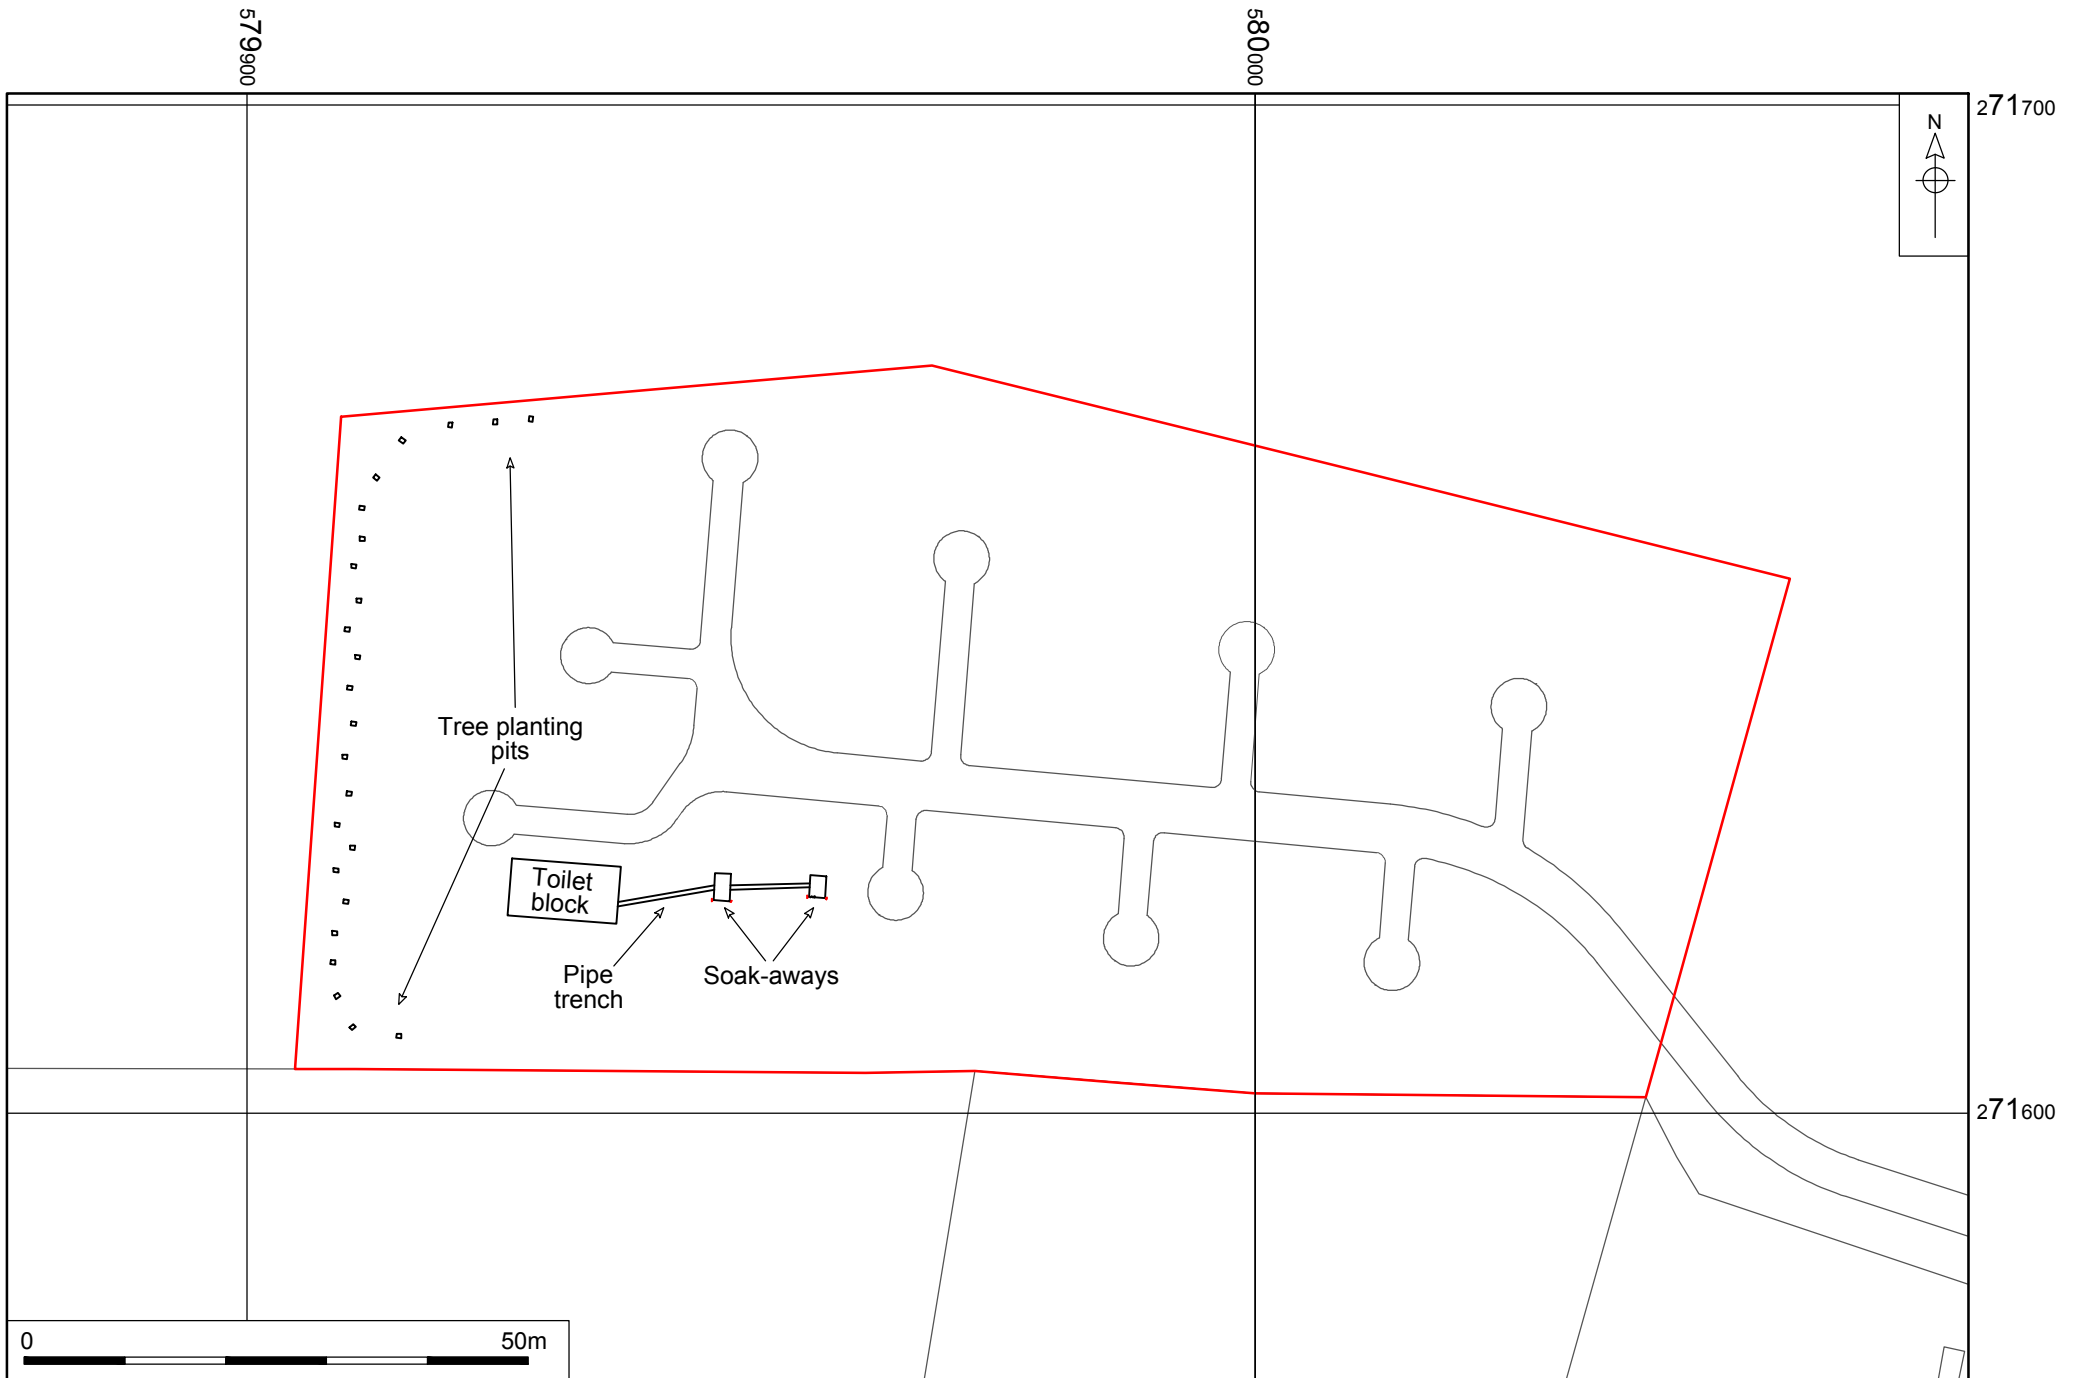 579900
580000
271700
N
Tree planting
pits
Toilet
block
Pipe
trench
Soak-aways
271600
0 50m